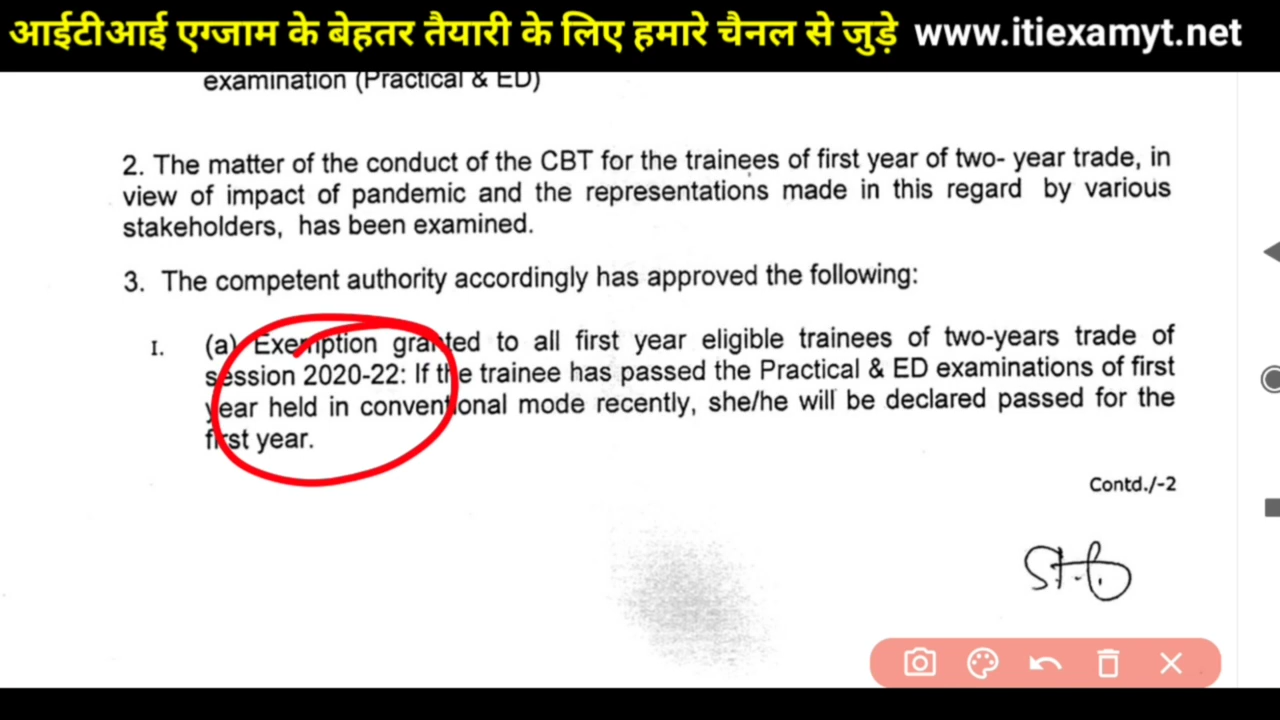 आईटीआई एग्जाम के बेहतर तैयारी के लिए हमारे चैनल से जुड़े www.itiexamyt.net
examination (Practical & ED)
2. The matter of the conduct of the CBT for the trainees of first year of two- year trade, in
view of impact of pandemic and the representations made in this regard by various
stakeholders, has been examined.
3. The competent authority accordingly has approved the following:
I. (a) Exemption granted to all first year eligible trainees of two-years trade of
session 2020-22: If the trainee has passed the Practical & ED examinations of first
year held in conventional mode recently, she/he will be declared passed for the
first year.
Contd./-2